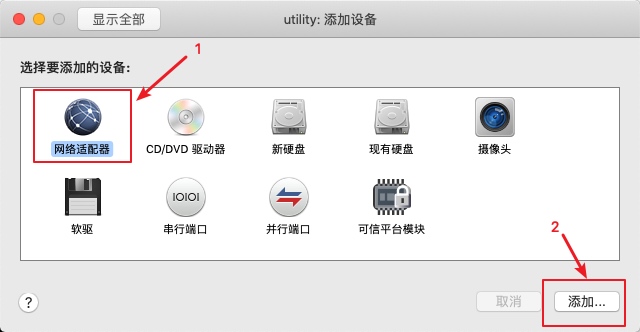 显示全部
utility: 添加设备
1
选择要添加的设备:
网络适配器
CD/DVD 驱动器
新硬盘
现有硬盘
摄像头
软驱
IOIOI
串行端口
并行端口
可信平台模块
2
?
取消
添加...